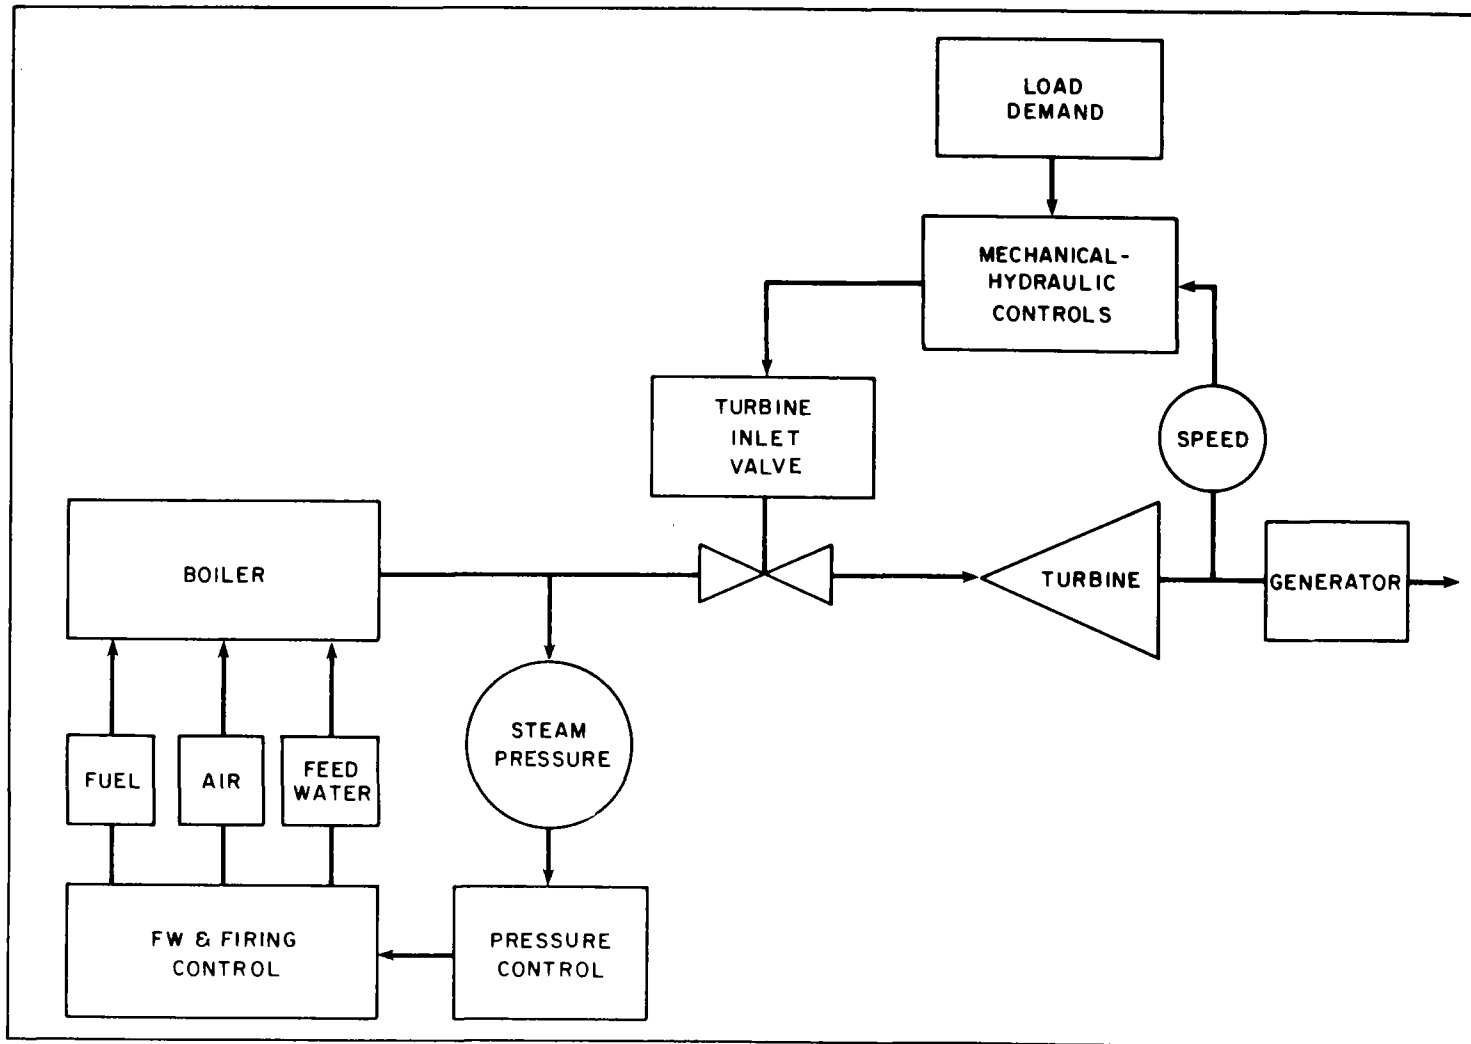 LOAD
DEMAND
MECHANICAL-
HYDRAULIC
CONTROLS
TURBINE
INLET
VALVE
SPEED
BOILER
TURBINE
GENERATOR
STEAM
PRESSURE
FUEL
AIR
FEED
WATER
FW & FIRING
CONTROL
PRESSURE
CONTROL